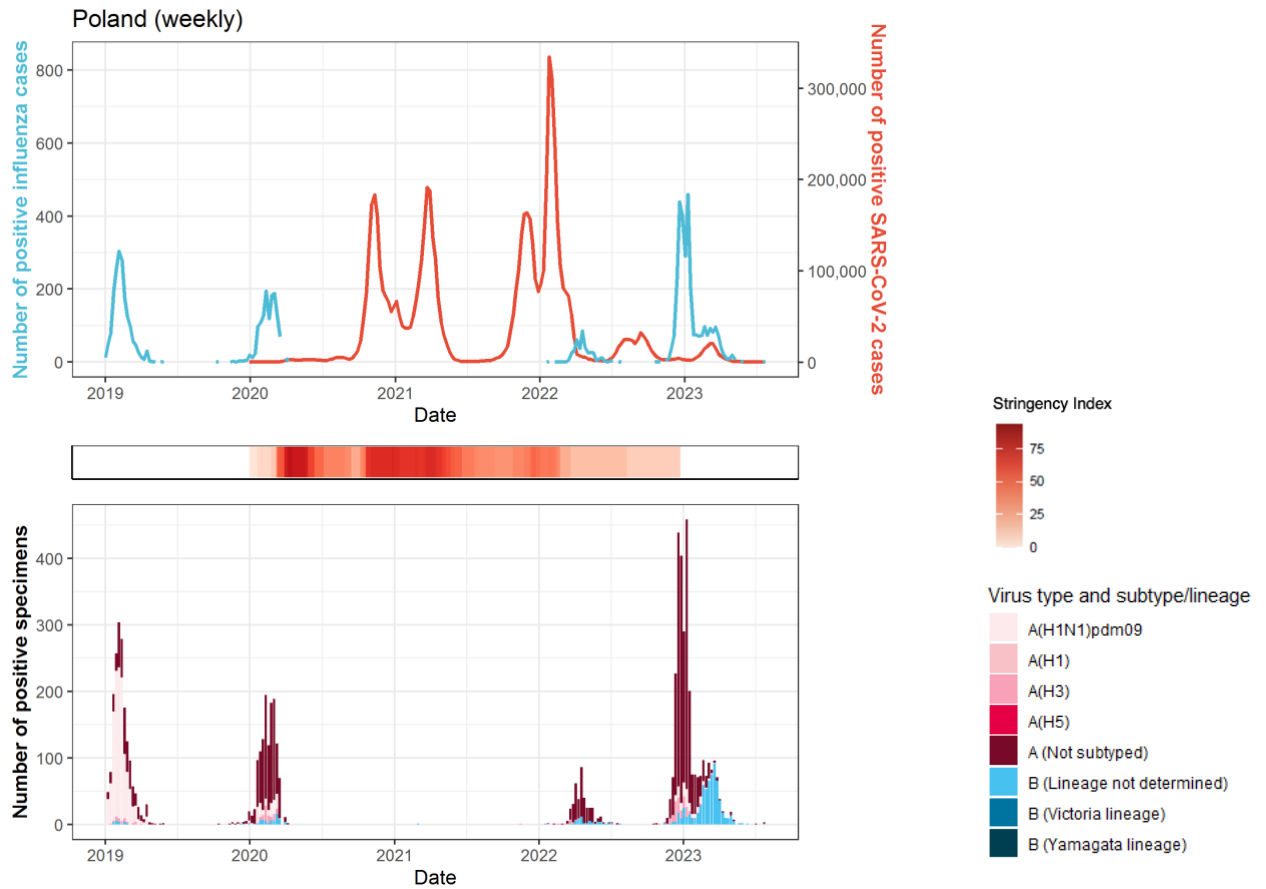 Poland (weekly)
Number of positive influenza cases
800
600
400
200
0
300,000
200,000
100,000
0
Number of positive SARS-CoV-2 cases
2019 2020 2021 2022 2023
Date
Stringency Index
75
50
25
0
Number of positive specimens
400
300
200
100
0
2019 2020 2021 2022 2023
Date
Virus type and subtype/lineage
A(H1N1)pdm09
A(H1)
A(H3)
A(H5)
A (Not subtyped)
B (Lineage not determined)
B (Victoria lineage)
B (Yamagata lineage)